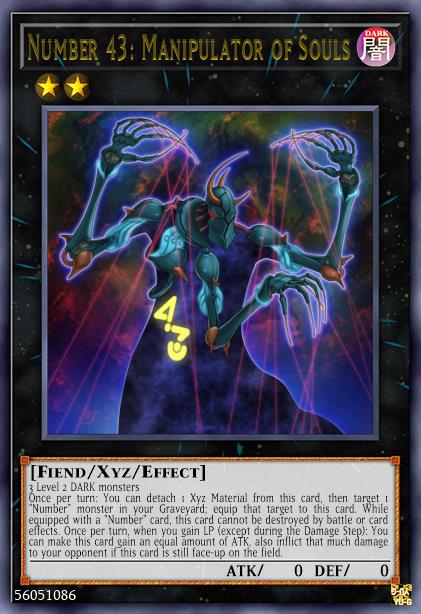 Number 43: Manipulator of Souls
DARK
闇
43
[Fiend/Xyz/Effect]
3 Level 2 DARK monsters
Once per turn: You can detach 1 Xyz Material from this card, then target 1
"Number" monster in your Graveyard; equip that target to this card. While
equipped with a "Number" card, this card cannot be destroyed by battle or card
effects. Once per turn, when you gain LP (except during the Damage Step): You
can make this card gain an equal amount of ATK, also inflict that much damage
to your opponent if this card is still face-up on the field.
ATK/ 0 DEF/ 0
56051086